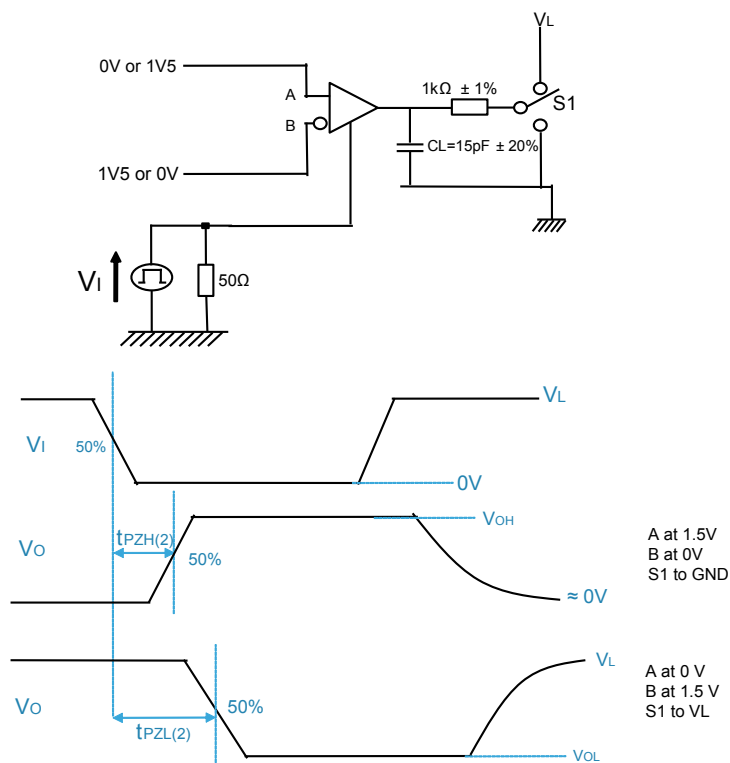 VL
0V or 1V5
1kΩ ± 1%
A
S1
B
CL=15pF ± 20%
1V5 or 0V
VI
50Ω
VL
VI
50%
0V
VOH
VO
tPZH(2)
50%
A at 1.5V
B at 0V
S1 to GND
≈ 0V
VL
A at 0 V
B at 1.5 V
S1 to VL
VO
50%
tPZL(2)
VOL